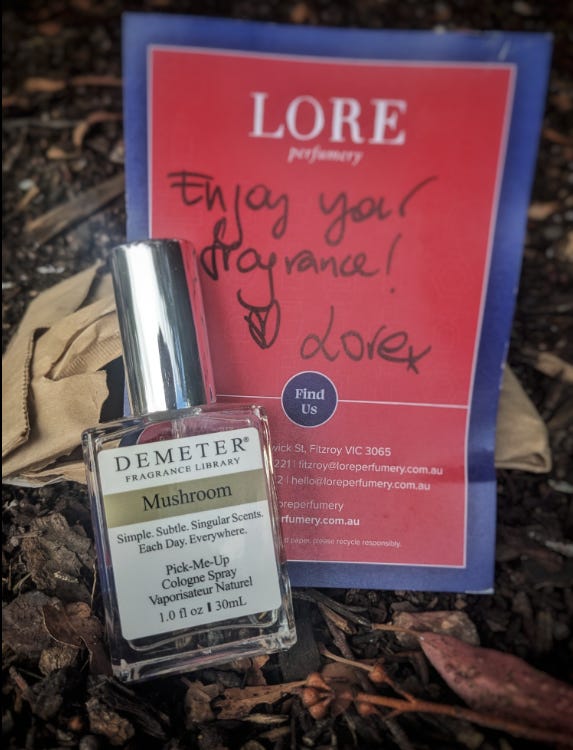 LORE
perfumery
Enjoy your
fragrance!
Lore x
Find
Us
wick St, Fitzroy VIC 3065
221 | fitzroy@loreperfumery.com.au
2 | hello@loreperfumery.com.au
loreperfumery
rfumery.com.au
paper, please recycle responsibly.
DEMETER®
FRAGRANCE LIBRARY
Mushroom
Simple. Subtle. Singular Scents.
Each Day. Everywhere.
Pick-Me-Up
Cologne Spray
Vaporisateur Naturel
1.0 fl oz | 30mL